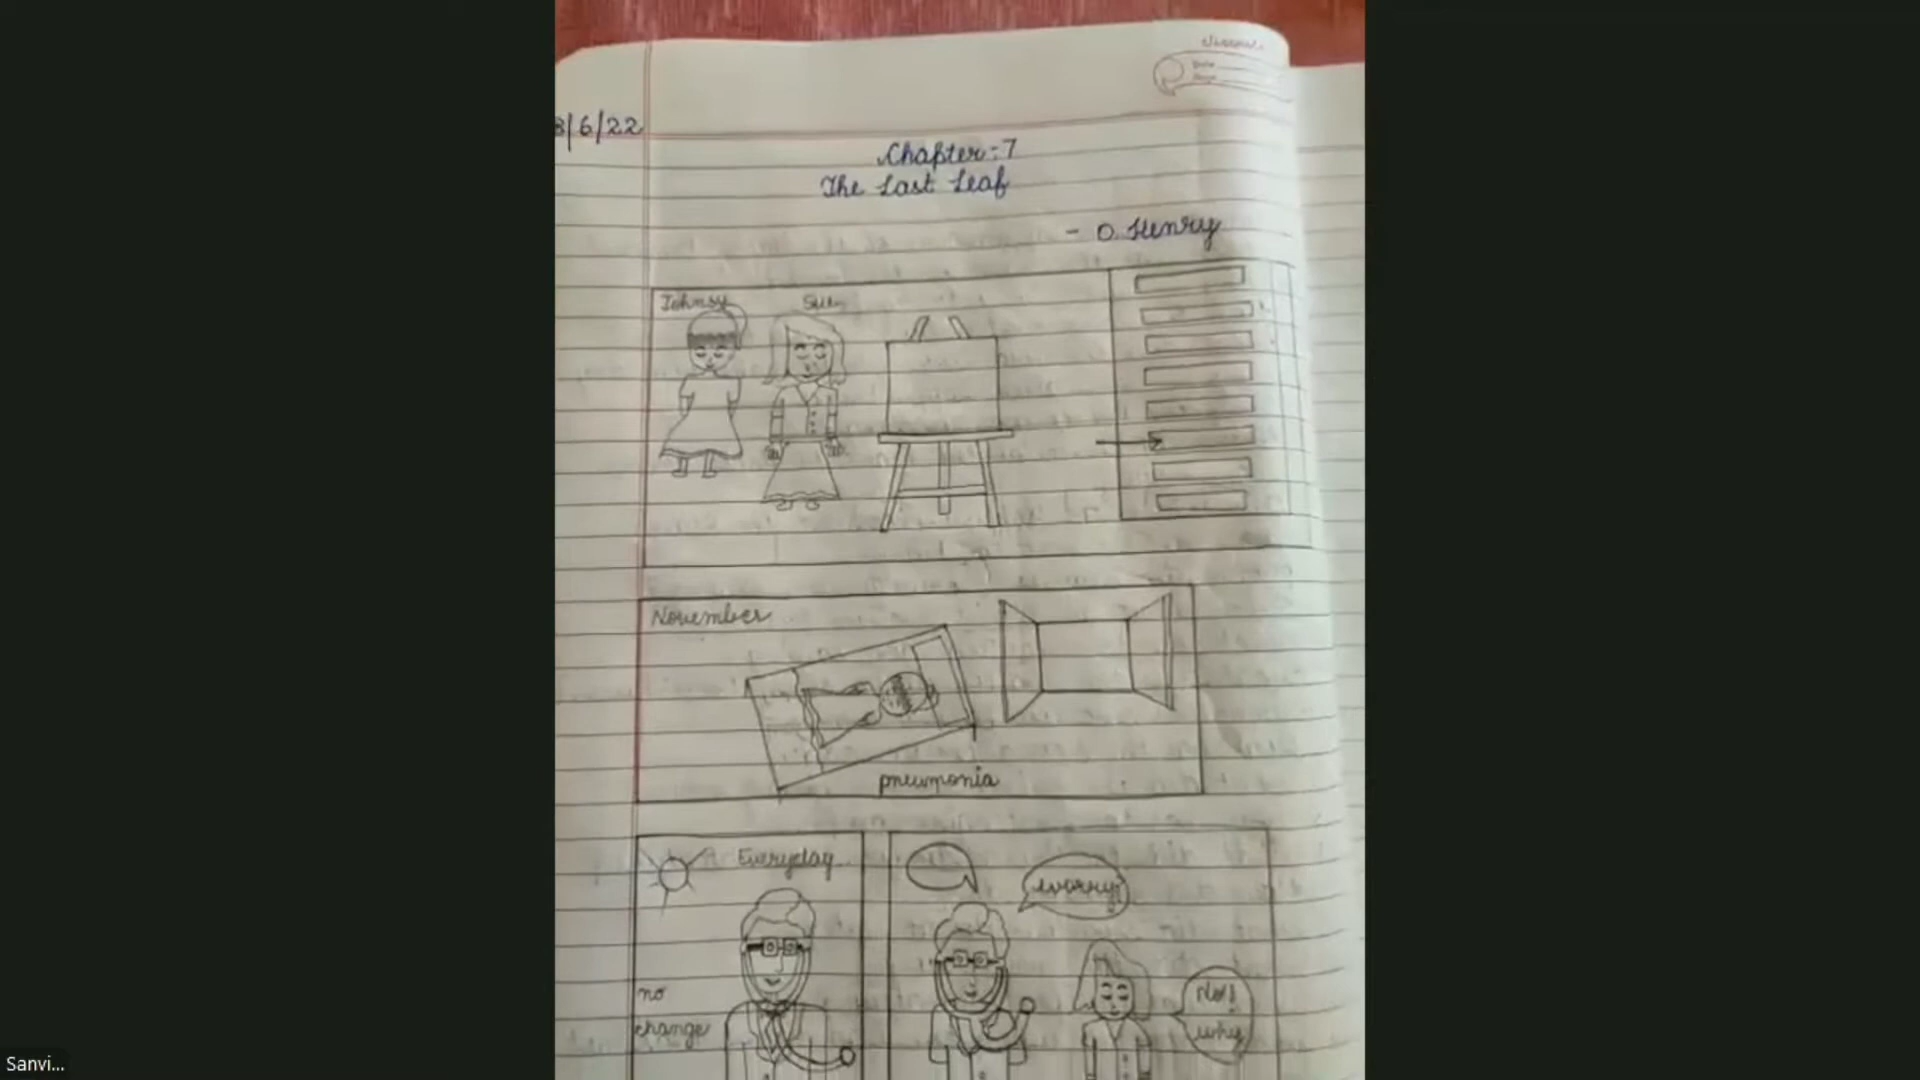 8/6/22
Chapter:-7
The Last Leaf
- O. Henry
Johnsy
Sue
November
pneumonia
Everyday
no
change
worry
No!
why
Sanvi...